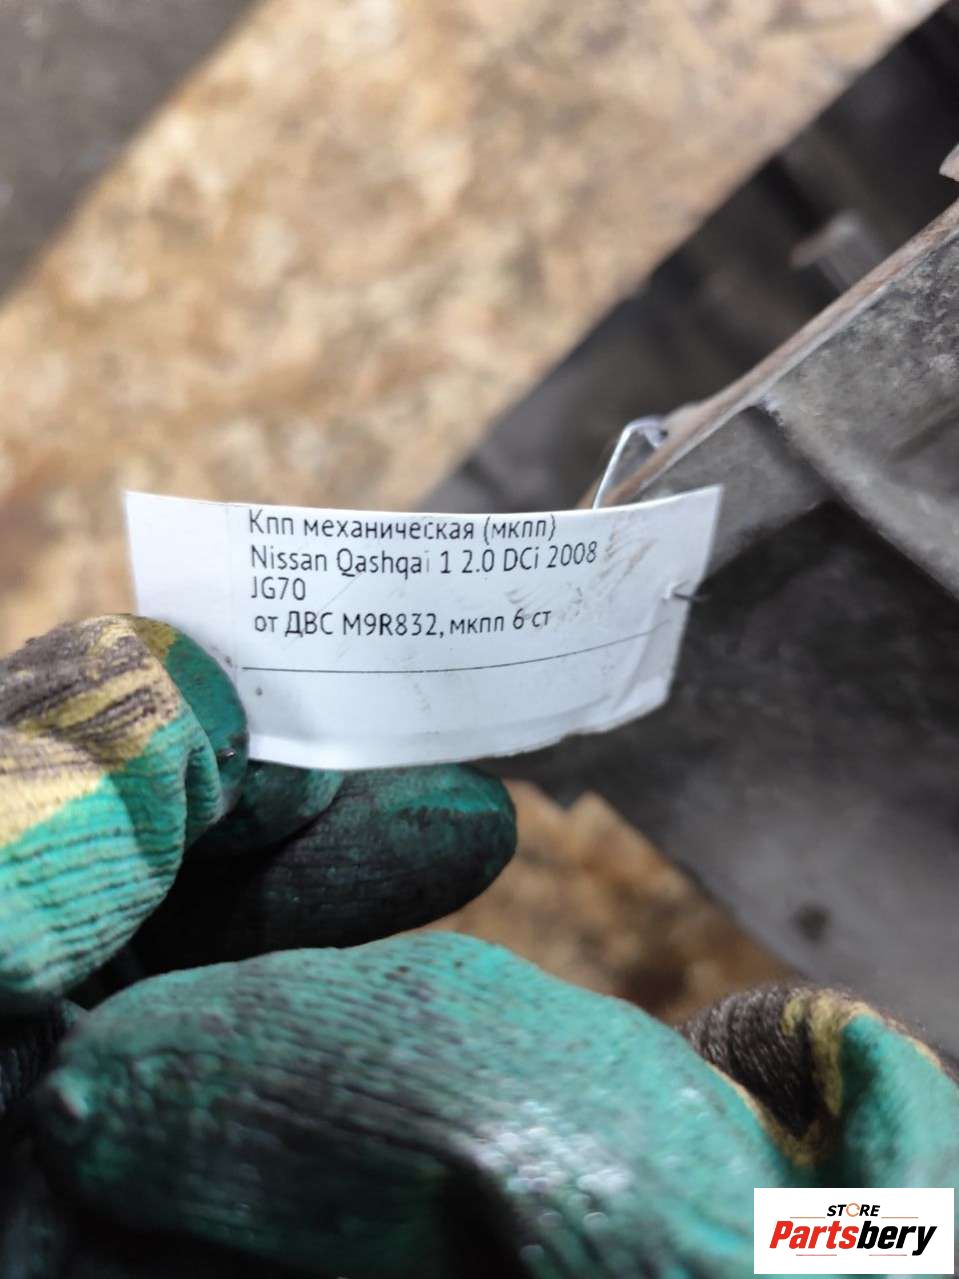 Кпп механическая (мкпп)
Nissan Qashqai 1 2.0 DCi 2008
JG70
от ДВС M9R832, мкпп 6 ст
STORE
Partsbery